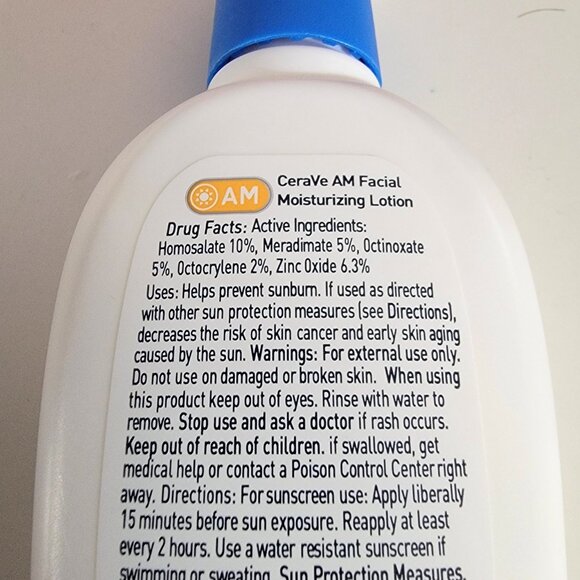 AM
CeraVe AM Facial
Moisturizing Lotion
Drug Facts: Active Ingredients:
Homosalate 10%, Meradimate 5%, Octinoxate
5%, Octocrylene 2%, Zinc Oxide 6.3%
Uses: Helps prevent sunburn. If used as directed
with other sun protection measures (see Directions),
decreases the risk of skin cancer and early skin aging
caused by the sun. Warnings: For external use only.
Do not use on damaged or broken skin. When using
this product keep out of eyes. Rinse with water to
remove. Stop use and ask a doctor if rash occurs.
Keep out of reach of children. if swallowed, get
medical help or contact a Poison Control Center right
away. Directions: For sunscreen use: Apply liberally
15 minutes before sun exposure. Reapply at least
every 2 hours. Use a water resistant sunscreen if
swimming or sweating. Sun Protection Measures.